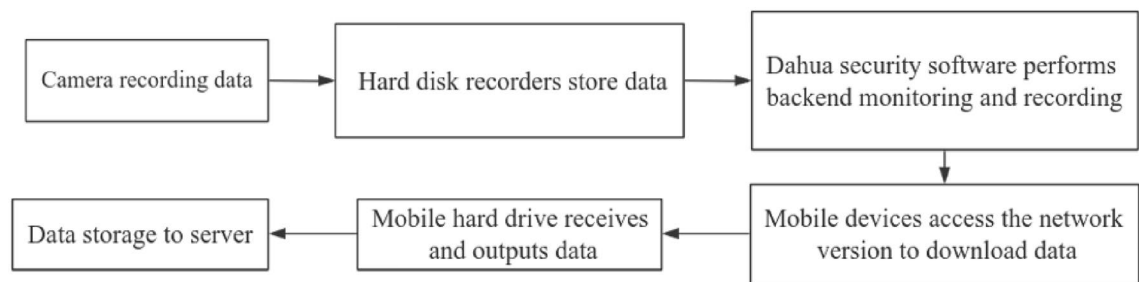 Camera recording data
Hard disk recorders store data
Dahua security software performs
backend monitoring and recording
Mobile devices access the network
version to download data
Mobile hard drive receives
and outputs data
Data storage to server